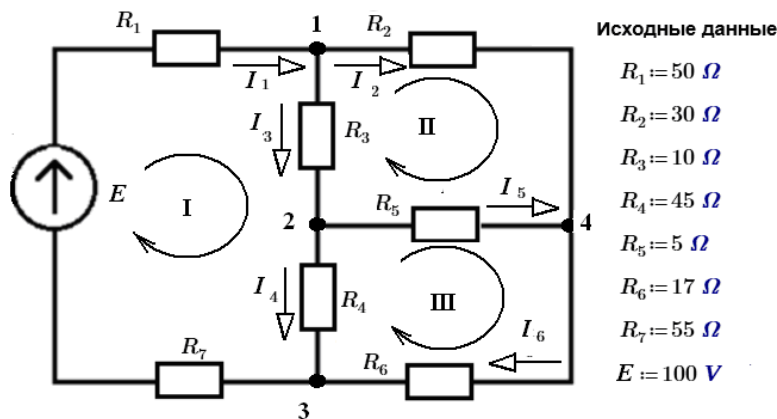 Исходные данные
R₁:=50 Ω
R₂:=30 Ω
R₃:=10 Ω
R₄:=45 Ω
R₅:=5 Ω
R₆:=17 Ω
R₇:=55 Ω
E:=100 V
R₁
1
R₂
I₁
I₂
I₃
R₃
II
E
I
2
R₅
I₅
4
I₄
R₄
III
R₇
R₆
I₆
3